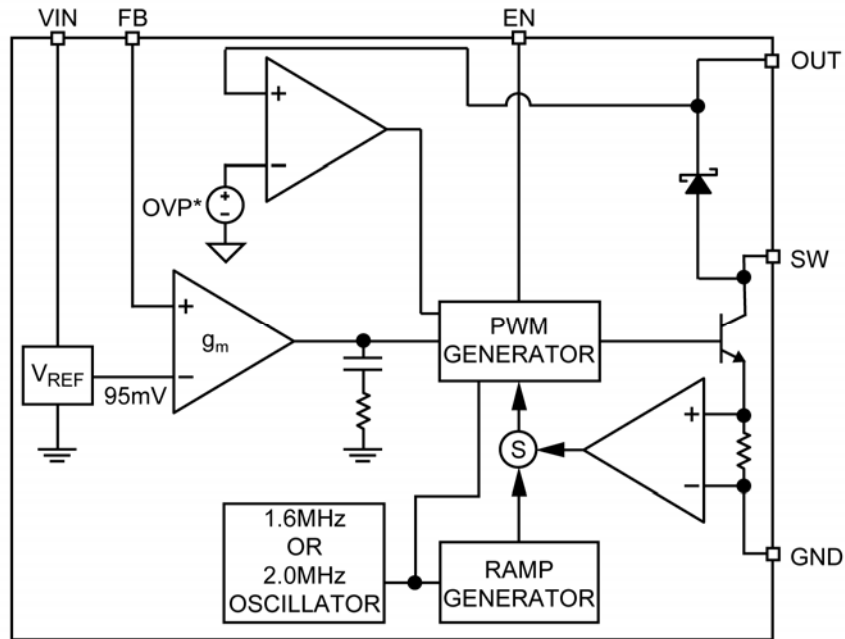 VIN
FB
EN
OUT
+
−
OVP*
+
−
SW
+
gm
−
VREF
95mV
PWM
GENERATOR
S
+
−
1.6MHz
OR
2.0MHz
OSCILLATOR
RAMP
GENERATOR
GND